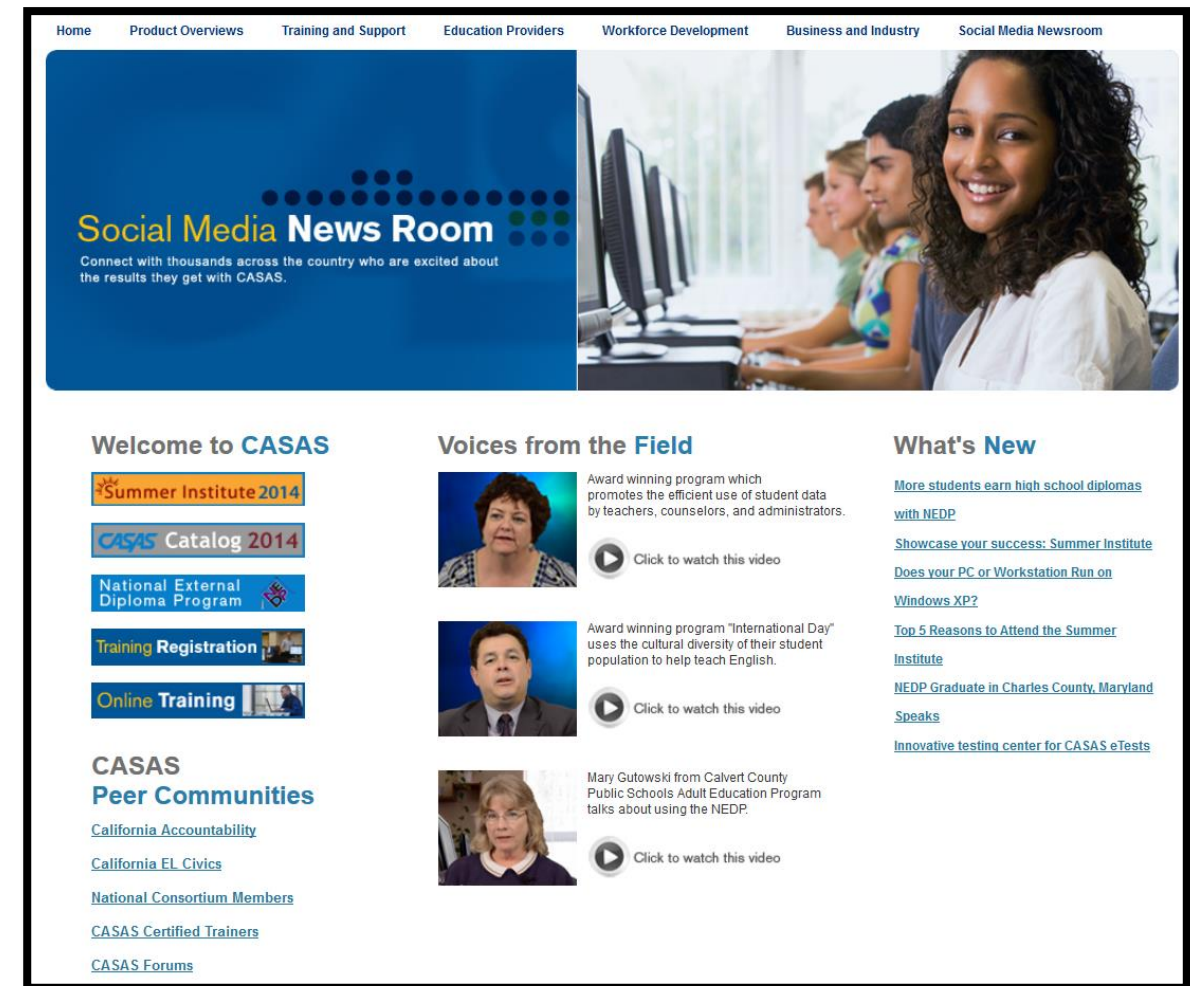 Home Product Overviews Training and Support Education Providers Workforce Development Business and Industry Social Media Newsroom
Social Media News Room
Connect with thousands across the country who are excited about
the results they get with CASAS.
Welcome to CASAS
Summer Institute 2014
CASAS Catalog 2014
National External
Diploma Program
Training Registration
Online Training
CASAS
Peer Communities
California Accountability
California EL Civics
National Consortium Members
CASAS Certified Trainers
CASAS Forums
Voices from the Field
Award winning program which
promotes the efficient use of student data
by teachers, counselors, and administrators.
Click to watch this video
Award winning program "International Day"
uses the cultural diversity of their student
population to help teach English.
Click to watch this video
Mary Gutowski from Calvert County
Public Schools Adult Education Program
talks about using the NEDP.
Click to watch this video
What's New
More students earn high school diplomas
with NEDP
Showcase your success: Summer Institute
Does your PC or Workstation Run on
Windows XP?
Top 5 Reasons to Attend the Summer
Institute
NEDP Graduate in Charles County, Maryland
Speaks
Innovative testing center for CASAS eTests